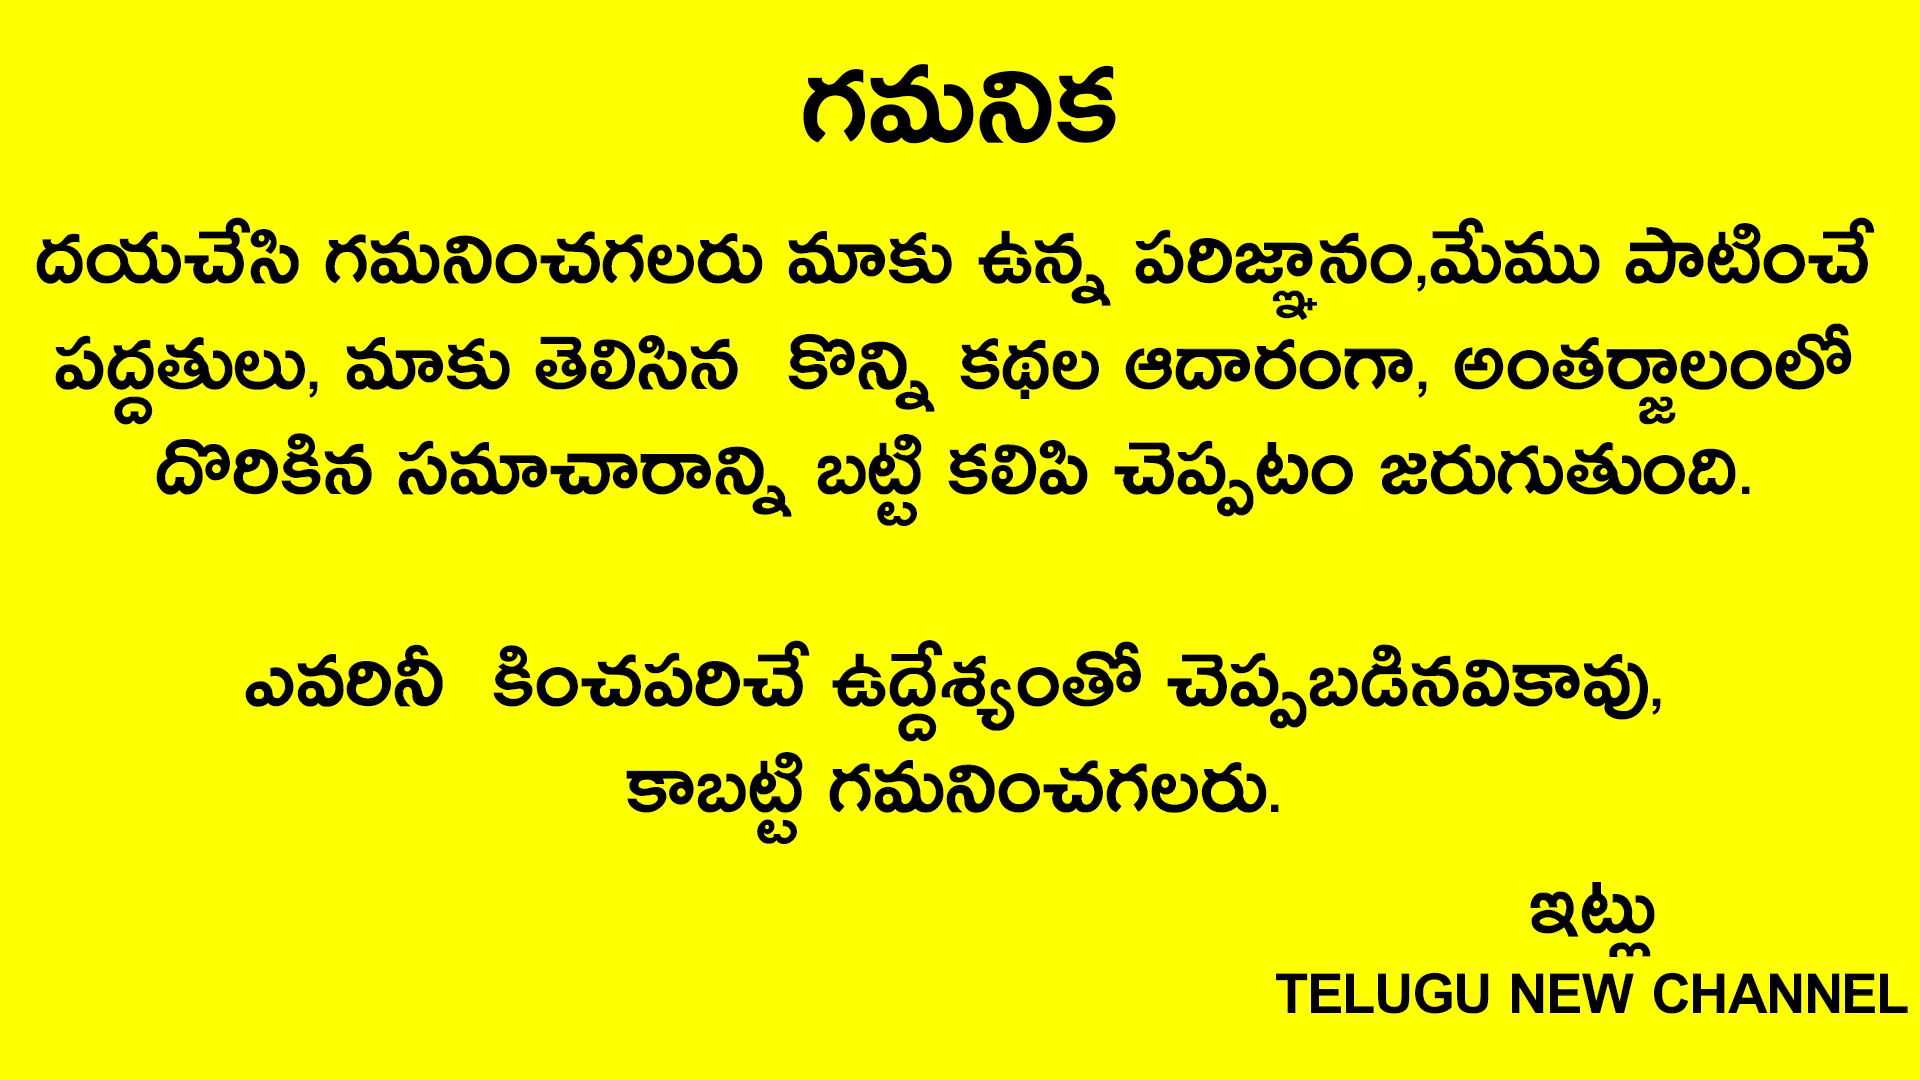 గమనిక
దయచేసి గమనించగలరు మాకు ఉన్న పరిజ్ఞానం,మేము పాటించే
పద్దతులు, మాకు తెలిసిన కొన్ని కథల ఆదారంగా, అంతర్జాలంలో
దొరికిన సమాచారాన్ని బట్టి కలిపి చెప్పటం జరుగుతుంది.
ఎవరినీ కించపరిచే ఉద్దేశ్యంతో చెప్పబడినవికావు,
కాబట్టి గమనించగలరు.
ఇట్లు
TELUGU NEW CHANNEL